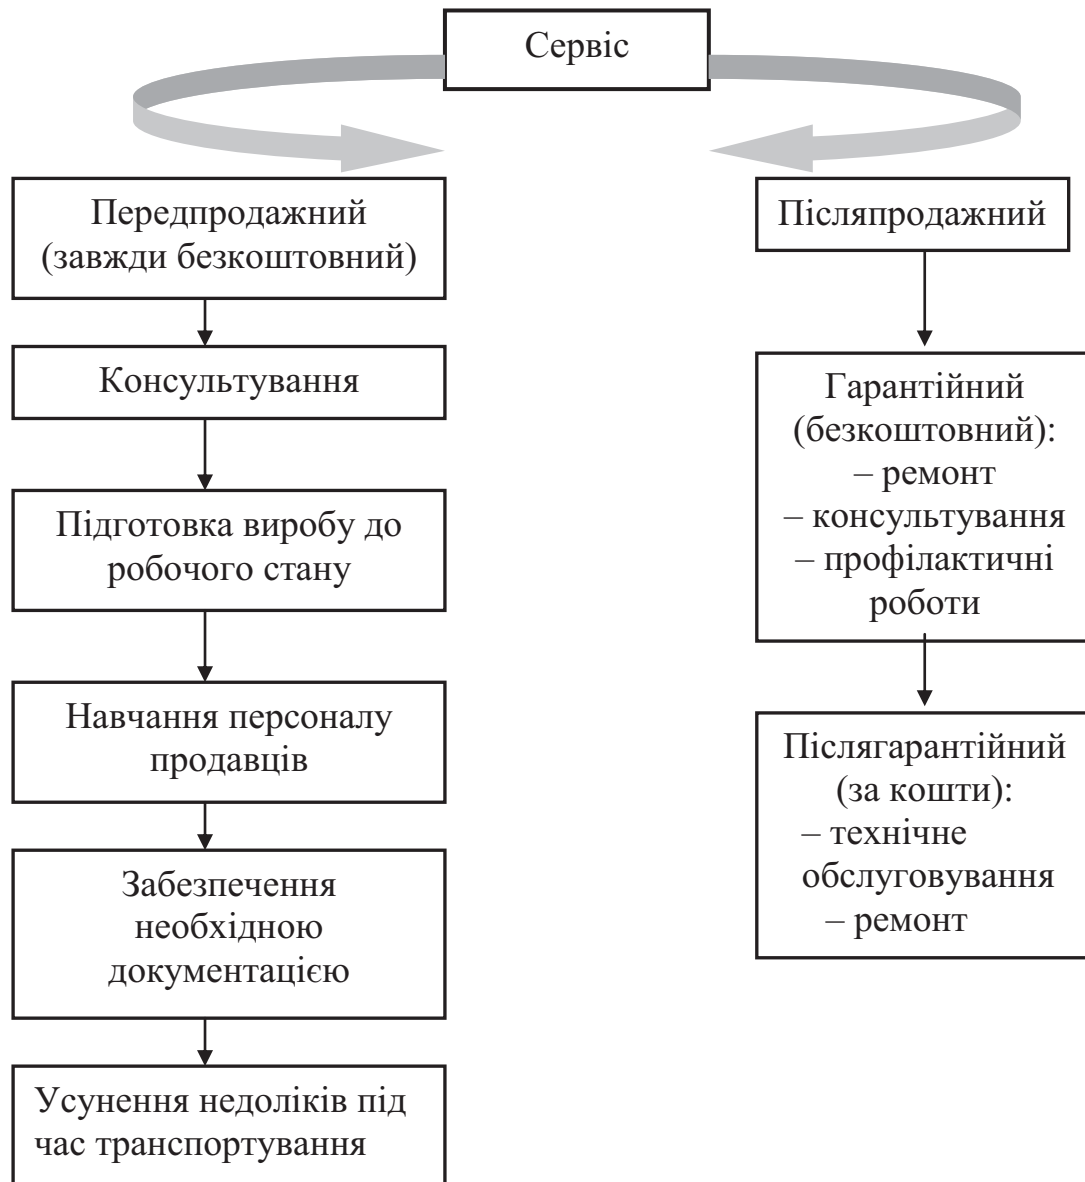 Сервіс
Передпродажний
(завжди безкоштовний)
Консультування
Підготовка виробу до
робочого стану
Навчання персоналу
продавців
Забезпечення
необхідною
документацією
Усунення недоліків під
час транспортування
Післяпродажний
Гарантійний
(безкоштовний):
– ремонт
– консультування
– профілактичні
роботи
Післягарантійний
(за кошти):
– технічне
обслуговування
– ремонт